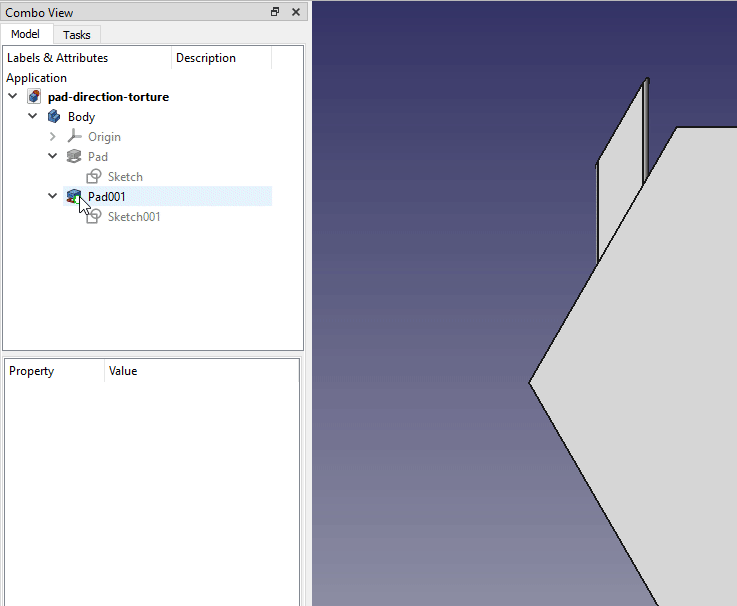 Combo View
Model Tasks
Labels & Attributes Description
Application
pad-direction-torture
Body
Origin
Pad
Sketch
Pad001
Sketch001
Property Value